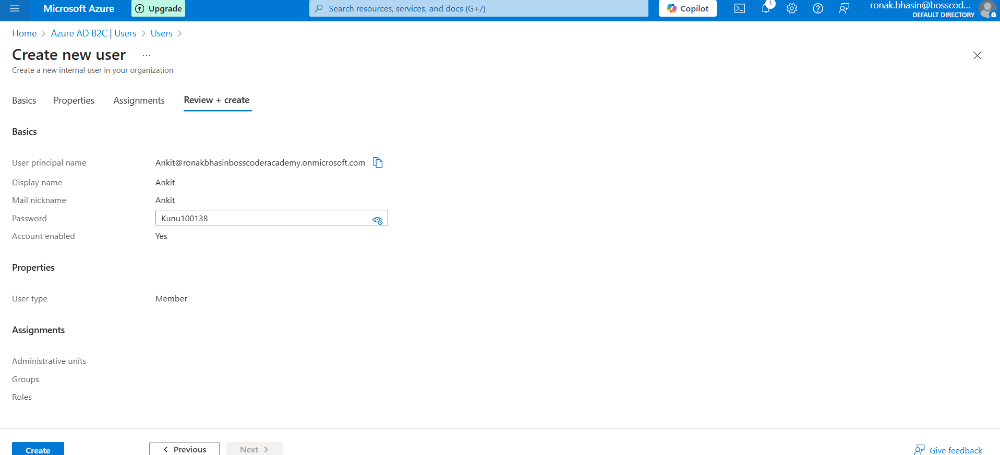 Microsoft Azure
Upgrade
Search resources, services, and docs (G+/)
Copilot
1
ronak.bhasin@bosscod...
DEFAULT DIRECTORY
Home > Azure AD B2C | Users > Users >
Create new user ...
Create a new internal user in your organization
Basics Properties Assignments Review + create
Basics
User principal name Ankit@ronakbhasinbosscoderacademy.onmicrosoft.com
Display name Ankit
Mail nickname Ankit
Password Kunu100138
Account enabled Yes
Properties
User type Member
Assignments
Administrative units
Groups
Roles
Create < Previous Next > Give feedback